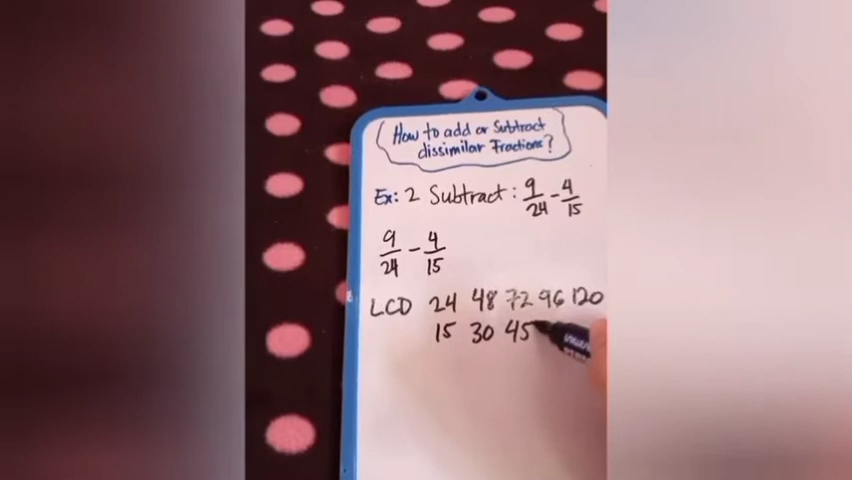 How to add or Subtract
dissimilar Fractions?
Ex: 2 Subtract: 9/24 - 4/15
9/24 - 4/15
LCD 24 48 72 96 120
15 30 45